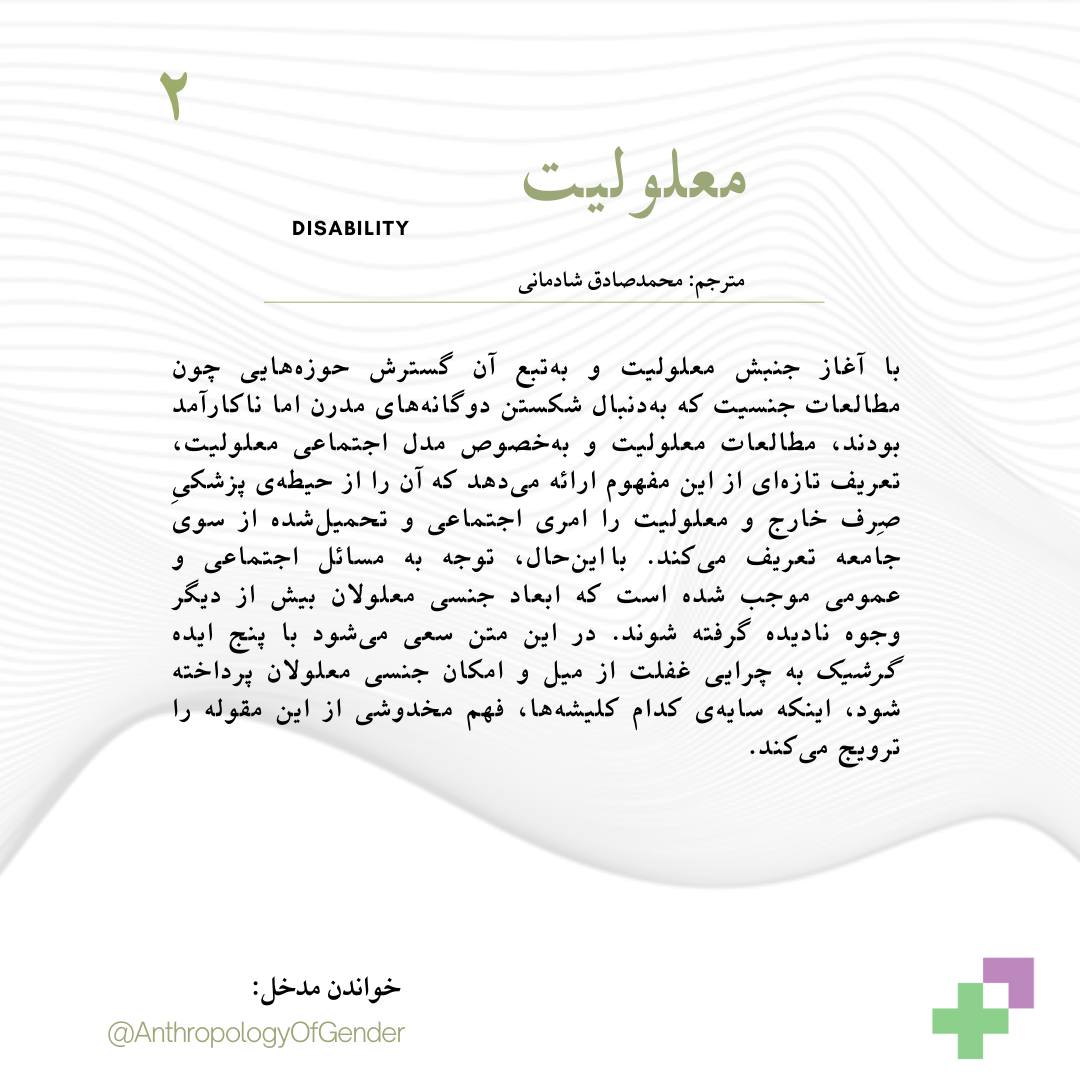 ۲
معلولیت
DISABILITY
مترجم: محمدصادق شادمانی
با آغاز جنبش معلولیت و به‌تبع آن گسترش حوزه‌هایی چون
مطالعات جنسیت که به‌دنبال شکستن دوگانه‌های مدرن اما ناکارآمد
بودند، مطالعات معلولیت و به‌خصوص مدل اجتماعی معلولیت،
تعریف تازه‌ای از این مفهوم ارائه می‌دهد که آن را از حیطه‌ی پزشکیِ
صِرف خارج و معلولیت را امری اجتماعی و تحمیل‌شده از سوی
جامعه تعریف می‌کند. بااین‌حال، توجه به مسائل اجتماعی و
عمومی موجب شده است که ابعاد جنسی معلولان بیش از دیگر
وجوه نادیده گرفته شوند. در این متن سعی می‌شود با پنج ایده
گرشیک به چرایی غفلت از میل و امکان جنسی معلولان پرداخته
شود، اینکه سایه‌ی کدام کلیشه‌ها، فهم مخدوشی از این مقوله را
ترویج می‌کند.
خواندن مدخل:
@AnthropologyOfGender